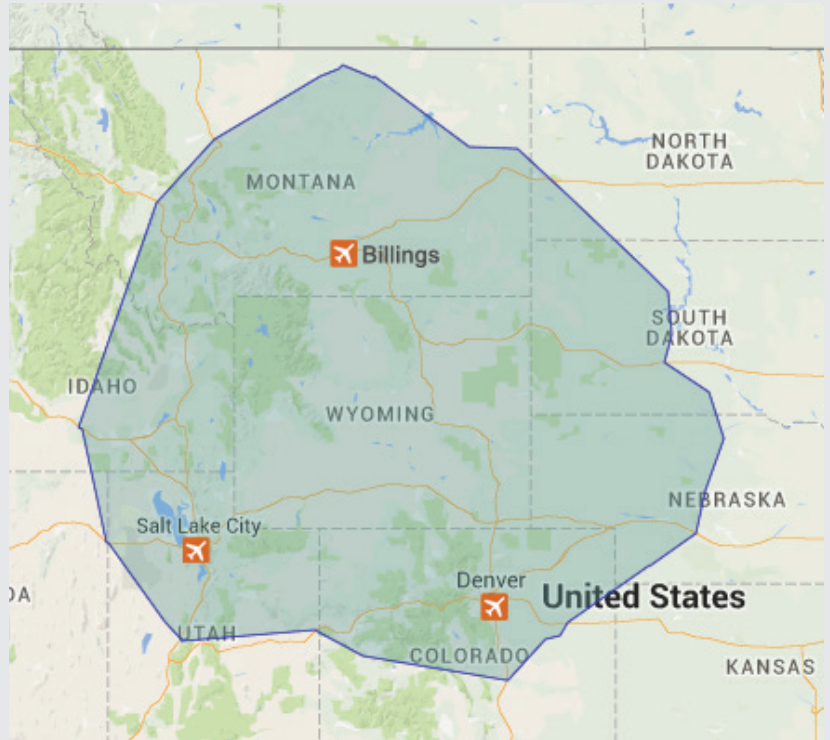 NORTH
DAKOTA
MONTANA
Billings
SOUTH
DAKOTA
IDAHO
WYOMING
NEBRASKA
Salt Lake City
Denver
DA
United States
UTAH
COLORADO
KANSAS